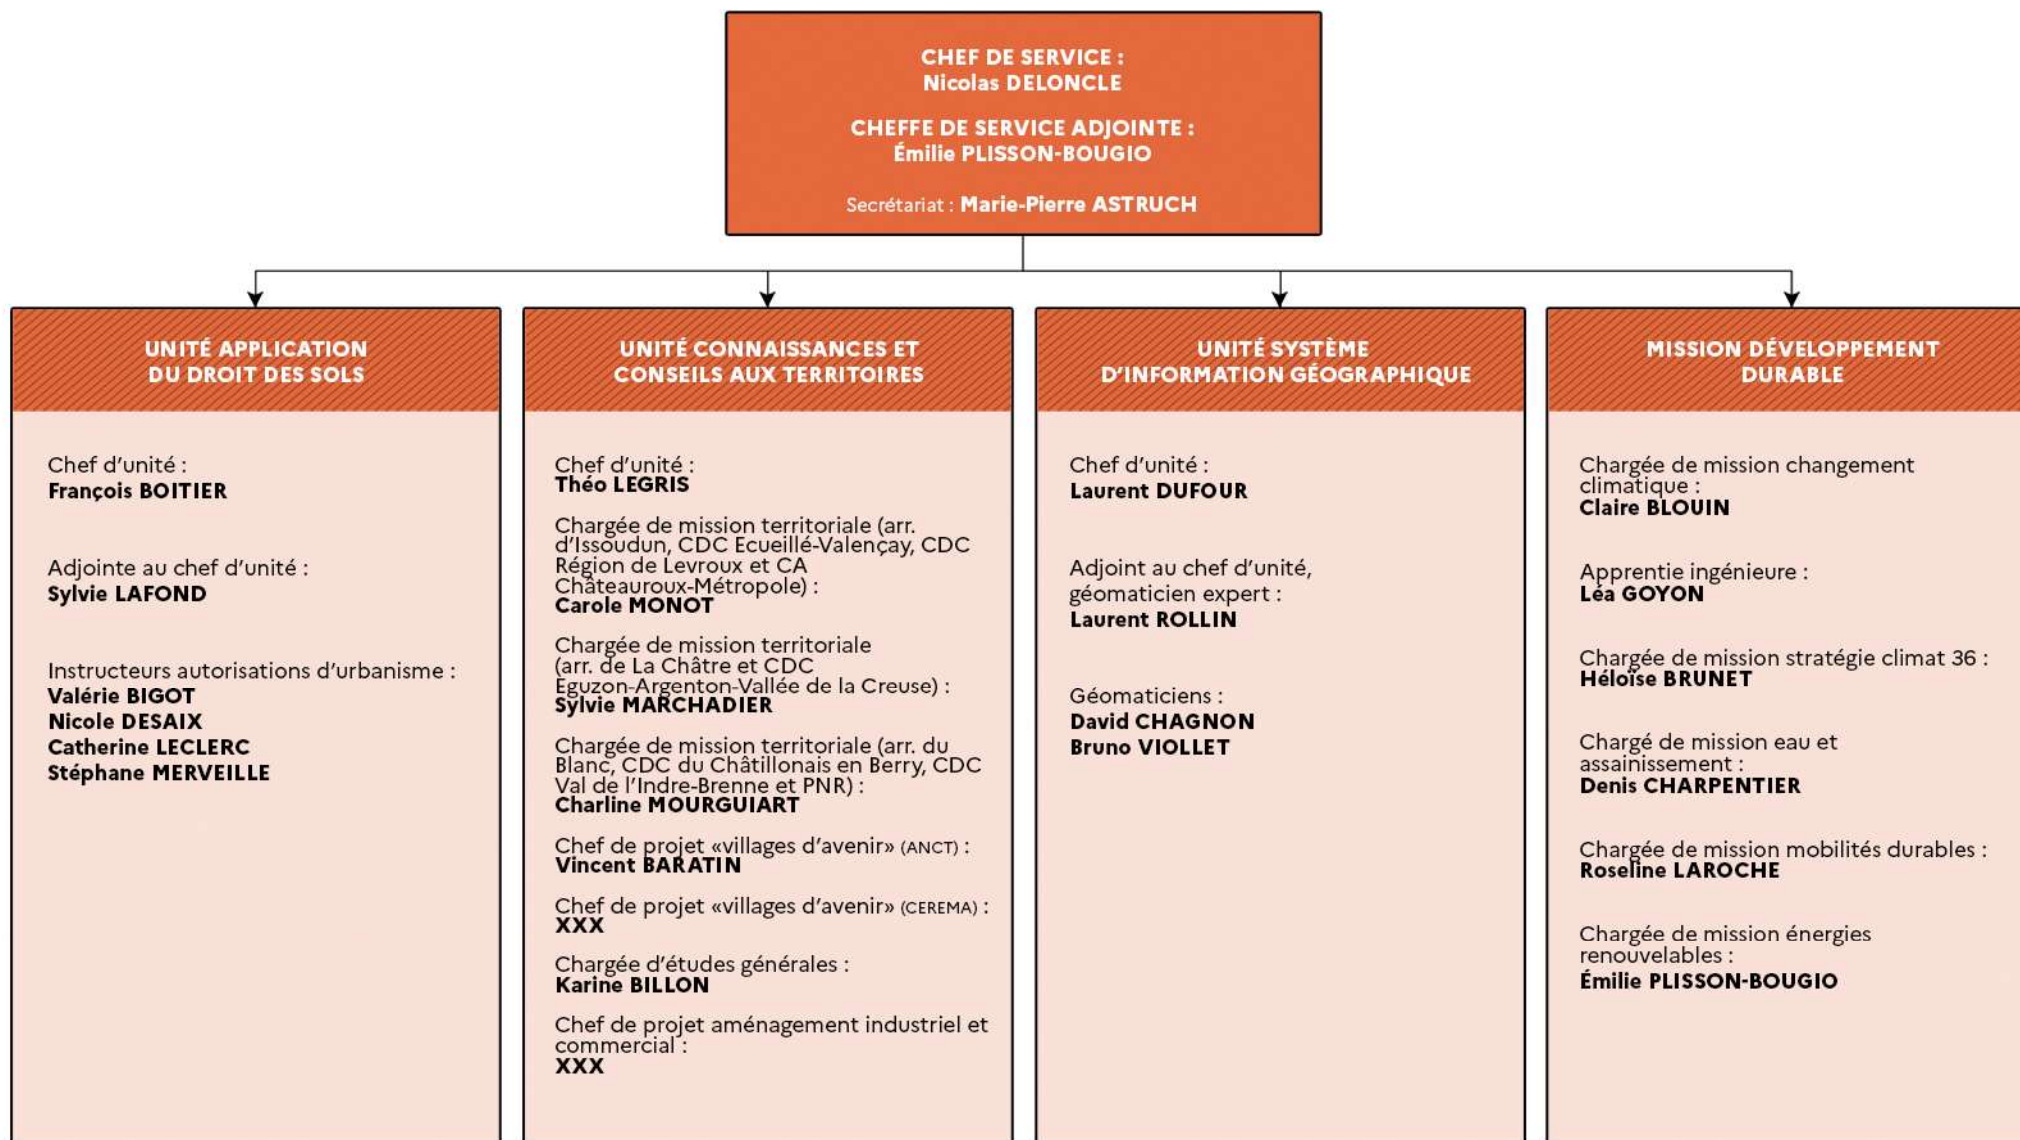 CHEF DE SERVICE :
Nicolas DELONCLE
CHEFFE DE SERVICE ADJOINTE :
Émilie PLISSON-BOUGIO
Secrétariat : Marie-Pierre ASTRUCH
UNITÉ APPLICATION
DU DROIT DES SOLS
Chef d'unité :
François BOITIER
Adjointe au chef d'unité :
Sylvie LAFOND
Instructeurs autorisations d'urbanisme :
Valérie BIGOT
Nicole DESAIX
Catherine LECLERC
Stéphane MERVEILLE
UNITÉ CONNAISSANCES ET
CONSEILS AUX TERRITOIRES
Chef d'unité :
Théo LEGRIS
Chargée de mission territoriale (arr.
d'Issoudun, CDC Ecueillé-Valençay, CDC
Région de Levroux et CA
Châteauroux-Métropole) :
Carole MONOT
Chargée de mission territoriale
(arr. de La Châtre et CDC
Eguzon-Argenton-Vallée de la Creuse) :
Sylvie MARCHADIER
Chargée de mission territoriale (arr. du
Blanc, CDC du Châtillonais en Berry, CDC
Val de l'Indre-Brenne et PNR) :
Charline MOURGUIART
Chef de projet «villages d'avenir» (ANCT) :
Vincent BARATIN
Chef de projet «villages d'avenir» (CEREMA) :
XXX
Chargée d'études générales :
Karine BILLON
Chef de projet aménagement industriel et
commercial :
XXX
UNITÉ SYSTÈME
D'INFORMATION GÉOGRAPHIQUE
Chef d'unité :
Laurent DUFOUR
Adjoint au chef d'unité,
géomaticien expert :
Laurent ROLLIN
Géomaticiens :
David CHAGNON
Bruno VIOLLET
MISSION DÉVELOPPEMENT
DURABLE
Chargée de mission changement
climatique :
Claire BLOUIN
Apprentie ingénieure :
Léa GOYON
Chargée de mission stratégie climat 36 :
Héloïse BRUNET
Chargé de mission eau et
assainissement :
Denis CHARPENTIER
Chargée de mission mobilités durables :
Roseline LAROCHE
Chargée de mission énergies
renouvelables :
Émilie PLISSON-BOUGIO